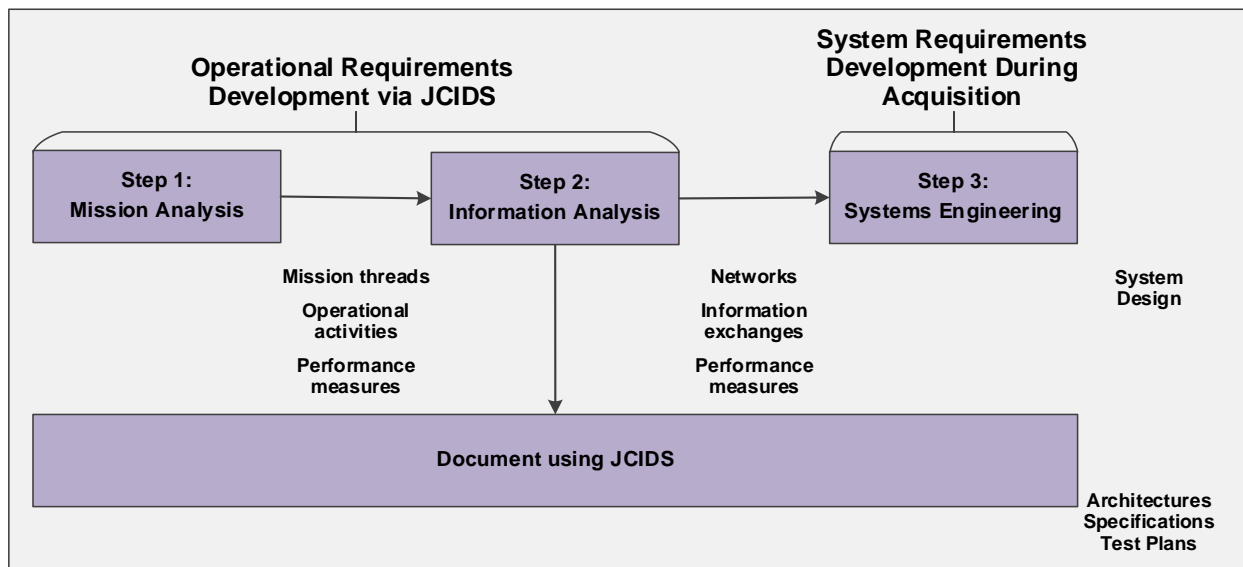 Operational Requirements
Development via JCIDS
System Requirements
Development During
Acquisition
Step 1:
Mission Analysis
Step 2:
Information Analysis
Step 3:
Systems Engineering
Mission threads
Operational
activities
Performance
measures
Networks
Information
exchanges
Performance
measures
System
Design
Document using JCIDS
Architectures
Specifications
Test Plans